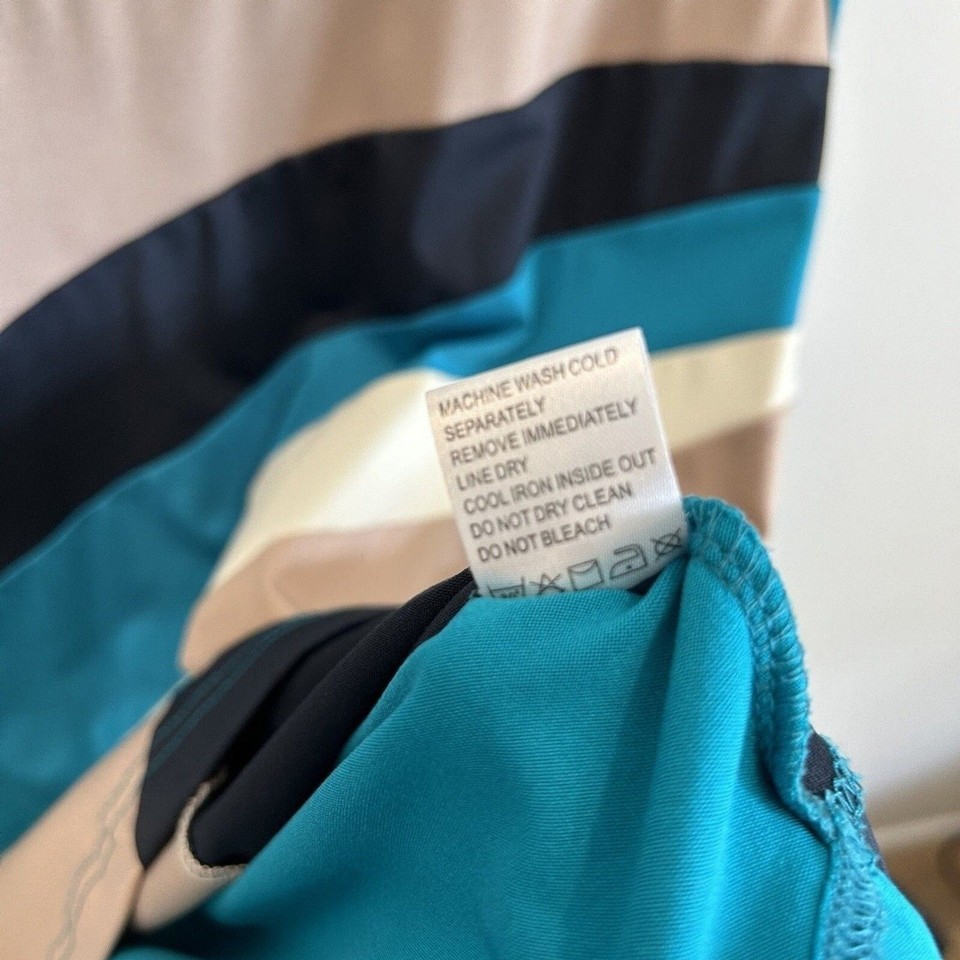 MACHINE WASH COLD
SEPARATELY
REMOVE IMMEDIATELY
LINE DRY
COOL IRON INSIDE OUT
DO NOT DRY CLEAN
DO NOT BLEACH